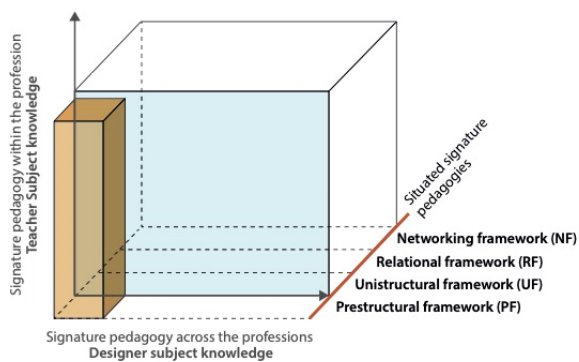 Signature pedagogy within the profession
Teacher Subject knowledge
Situated signature
pedagogies
Networking framework (NF)
Relational framework (RF)
Unistructural framework (UF)
Prestructural framework (PF)
Signature pedagogy across the professions
Designer subject knowledge